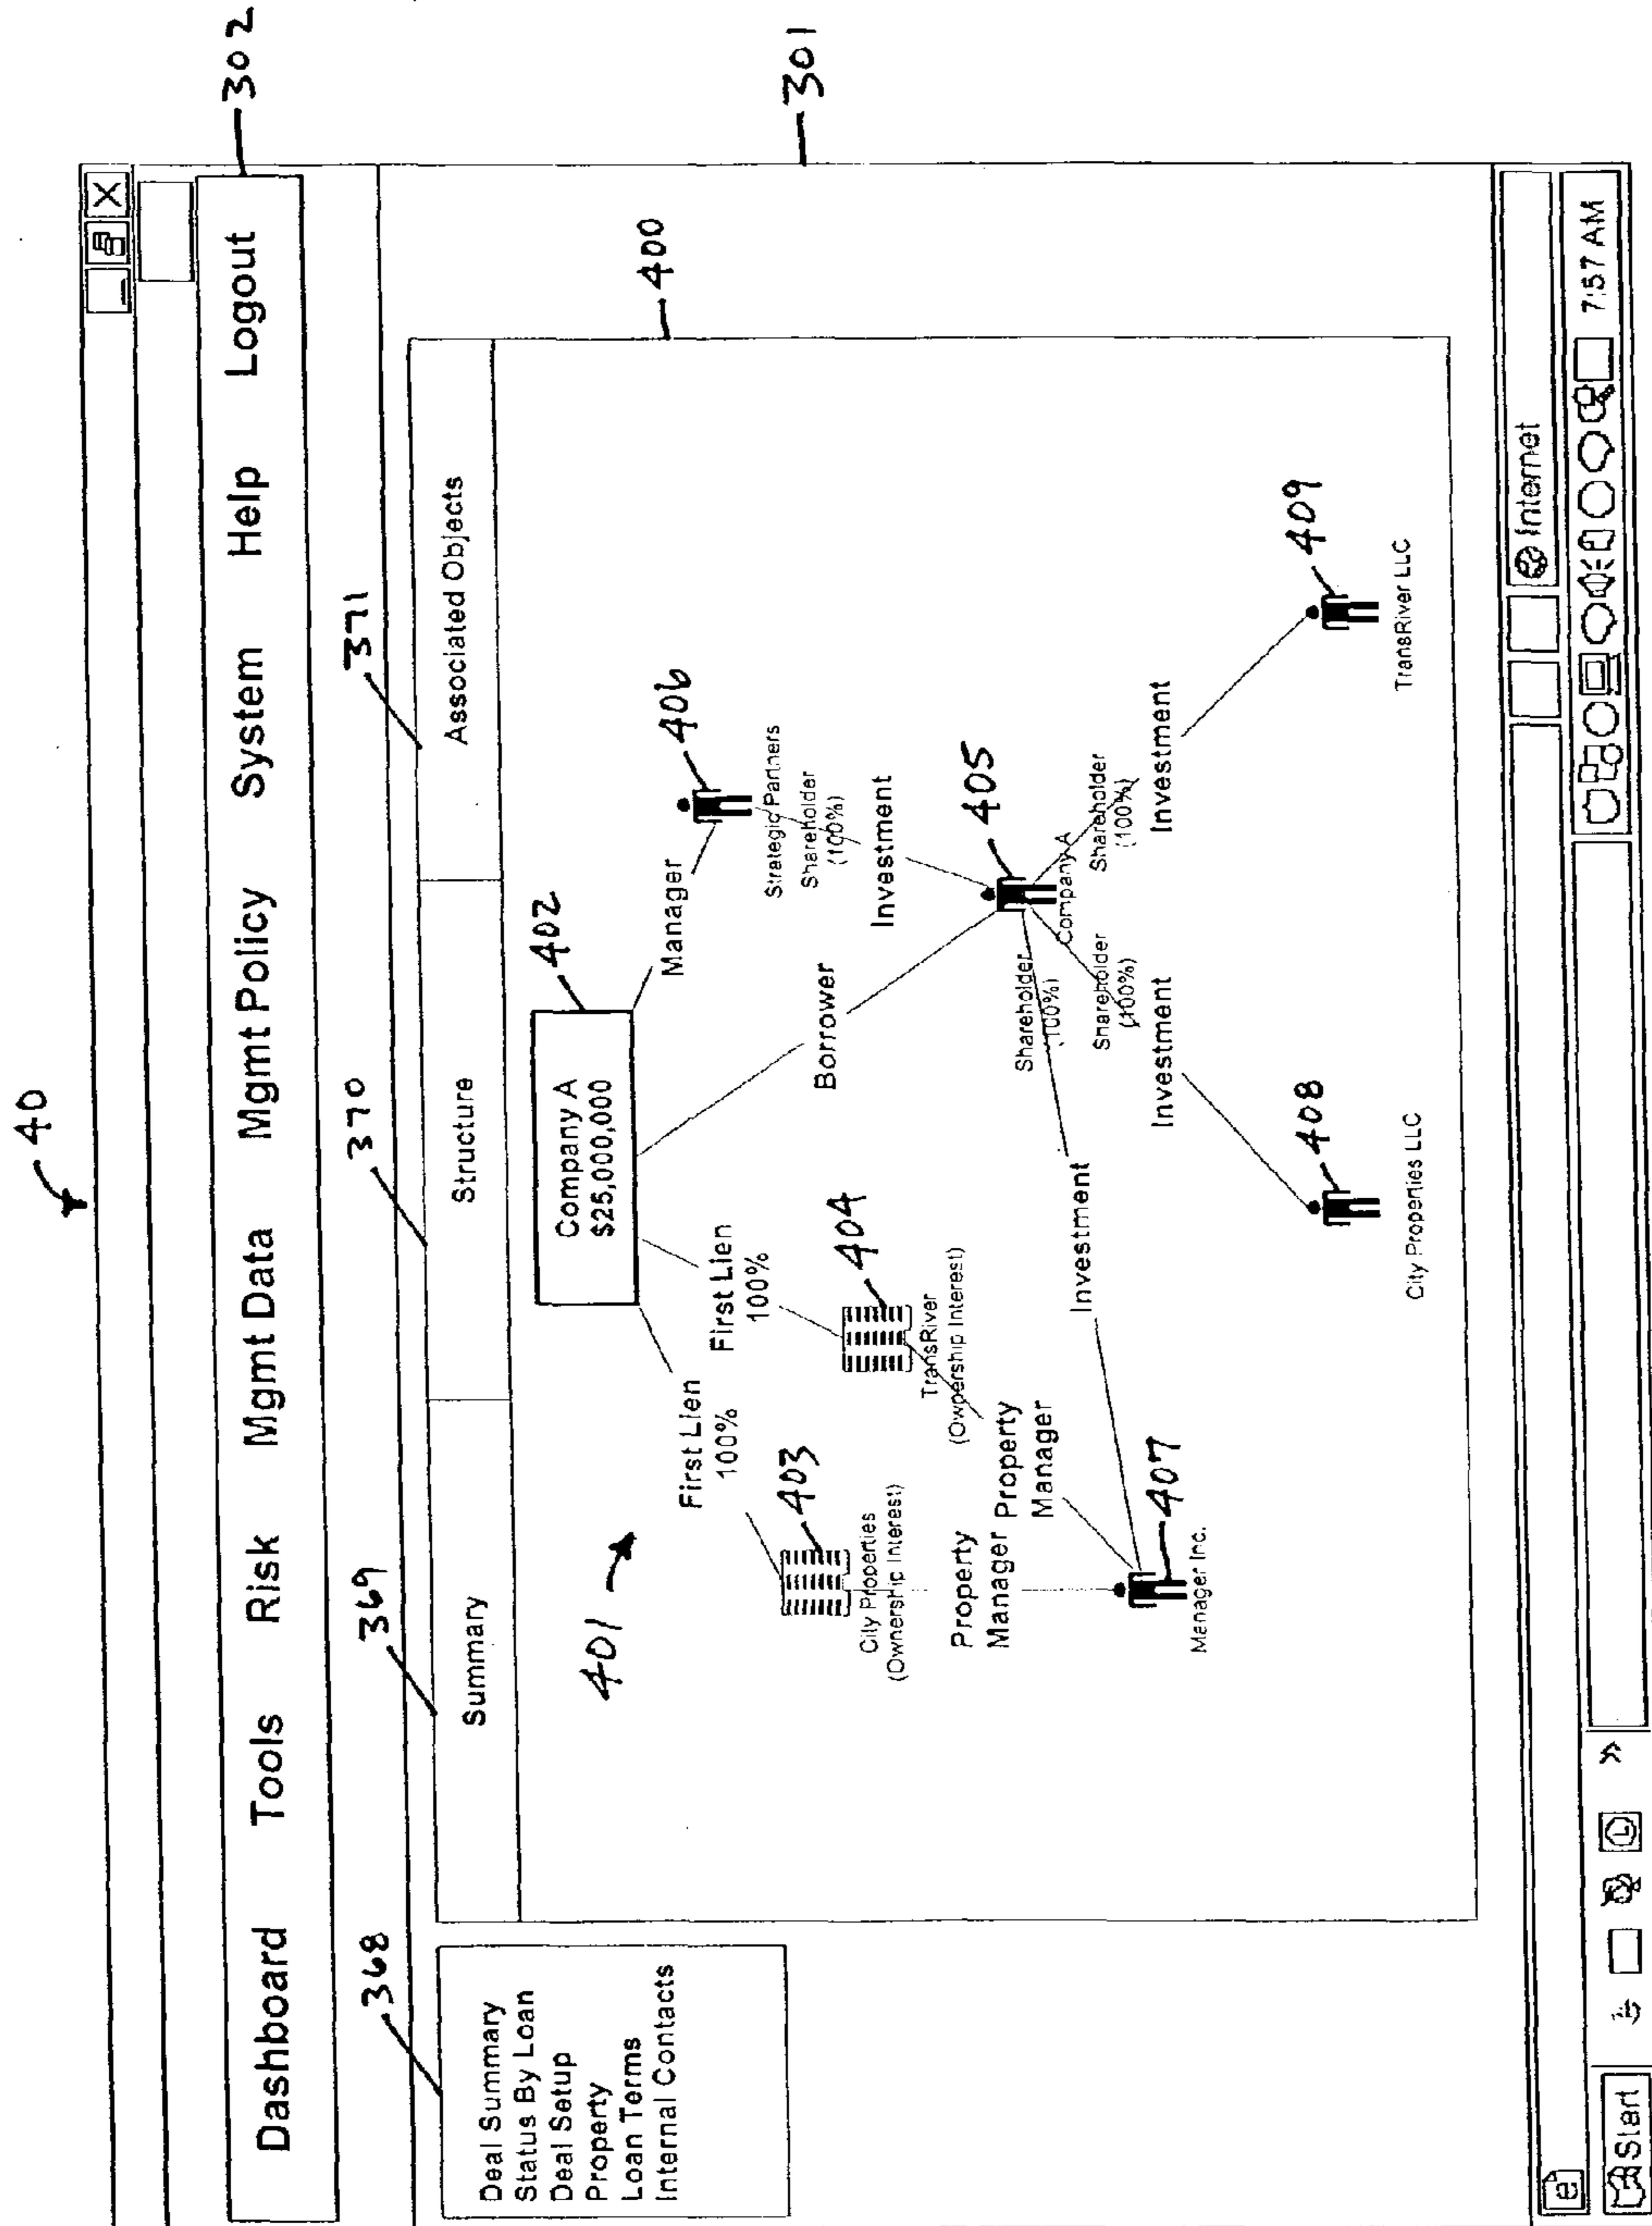 40
302
Dashboard Tools Risk Mgmt Data Mgmt Policy System Help Logout
368
369
370
371
301
Deal Summary
Status By Loan
Deal Setup
Property
Loan Terms
Internal Contacts
Summary
Structure
Associated Objects
400
401
Company A
$25,000,000
402
First Lien
100%
First Lien
100%
Manager
406
Strategic Partners
Shareholder
(100%)
Investment
Borrower
403
City Properties
(Ownership Interest)
404
TransRiver
(Ownership Interest)
405
Company A
Property
Manager
Property
Manager
Shareholder
(100%)
Shareholder
(100%)
Shareholder
(100%)
Investment
Investment
Investment
407
Manager Inc.
408
City Properties LLC
409
TransRiver LLC
e
Internet
Start
»
7:57 AM